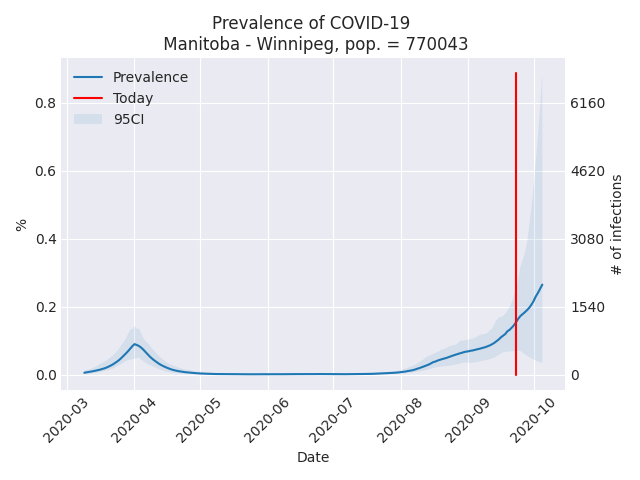 Prevalence of COVID-19
Manitoba - Winnipeg, pop. = 770043
Prevalence
Today
95CI
0.8
0.6
0.4
0.2
0.0
%
6160
4620
3080
1540
0
# of infections
2020-03
2020-04
2020-05
2020-06
2020-07
2020-08
2020-09
2020-10
Date